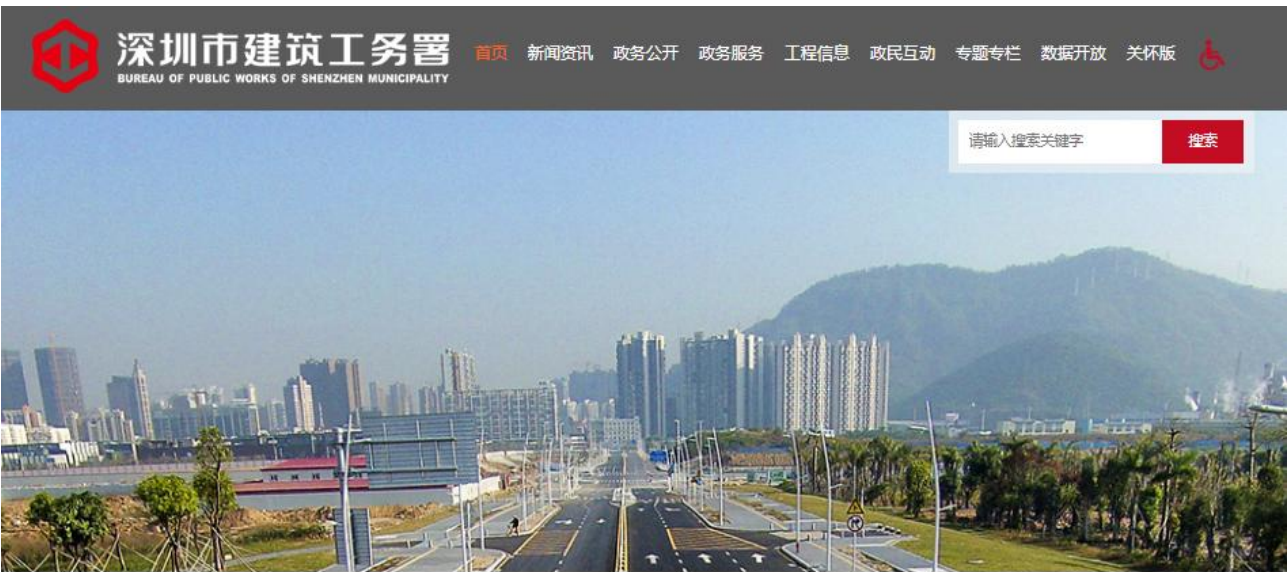 深圳市建筑工务署
BUREAU OF PUBLIC WORKS OF SHENZHEN MUNICIPALITY
首页 新闻资讯 政务公开 政务服务 工程信息 政民互动 专题专栏 数据开放 关怀版
请输入搜索关键字 搜索